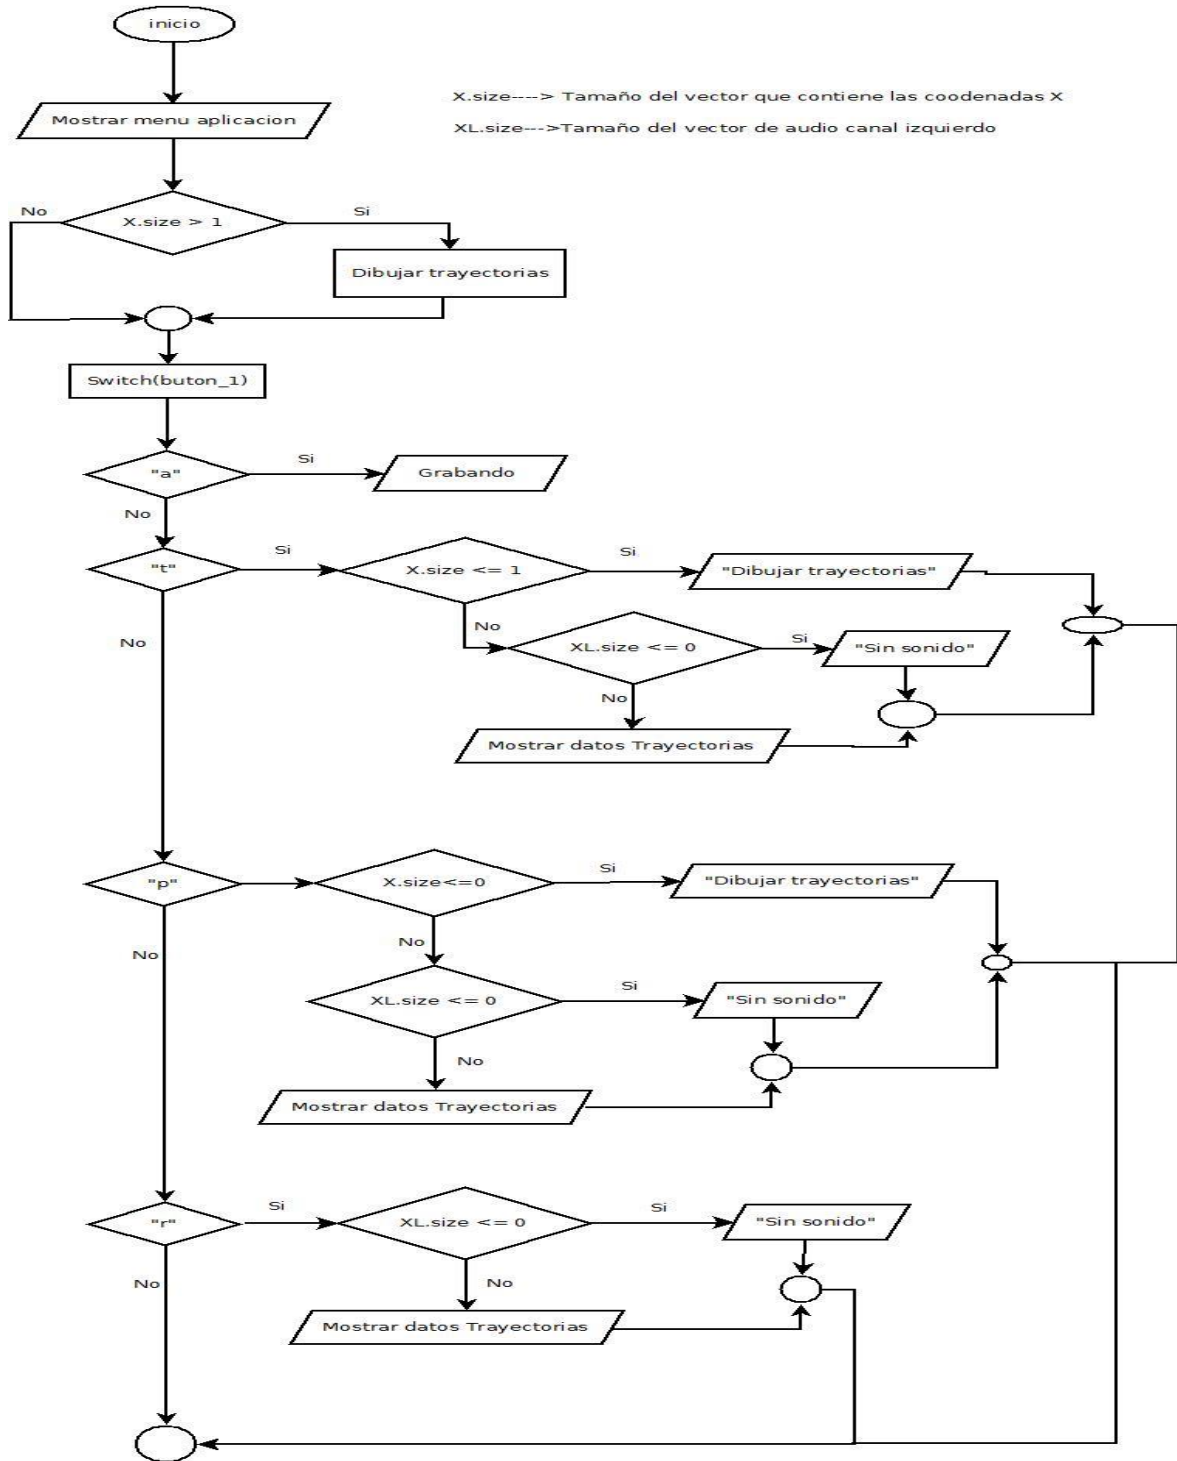 inicio
X.size----> Tamaño del vector que contiene las coodenadas X
Mostrar menu aplicacion
XL.size--->Tamaño del vector de audio canal izquierdo
No
X.size > 1
Si
Dibujar trayectorias
Switch(buton_1)
"a"
Si
Grabando
No
"t"
Si
X.size <= 1
Si
"Dibujar trayectorias"
No
No
XL.size <= 0
Si
"Sin sonido"
No
Mostrar datos Trayectorias
"p"
X.size<=0
Si
"Dibujar trayectorias"
No
No
XL.size <= 0
Si
"Sin sonido"
No
Mostrar datos Trayectorias
"r"
Si
XL.size <= 0
Si
"Sin sonido"
No
No
Mostrar datos Trayectorias